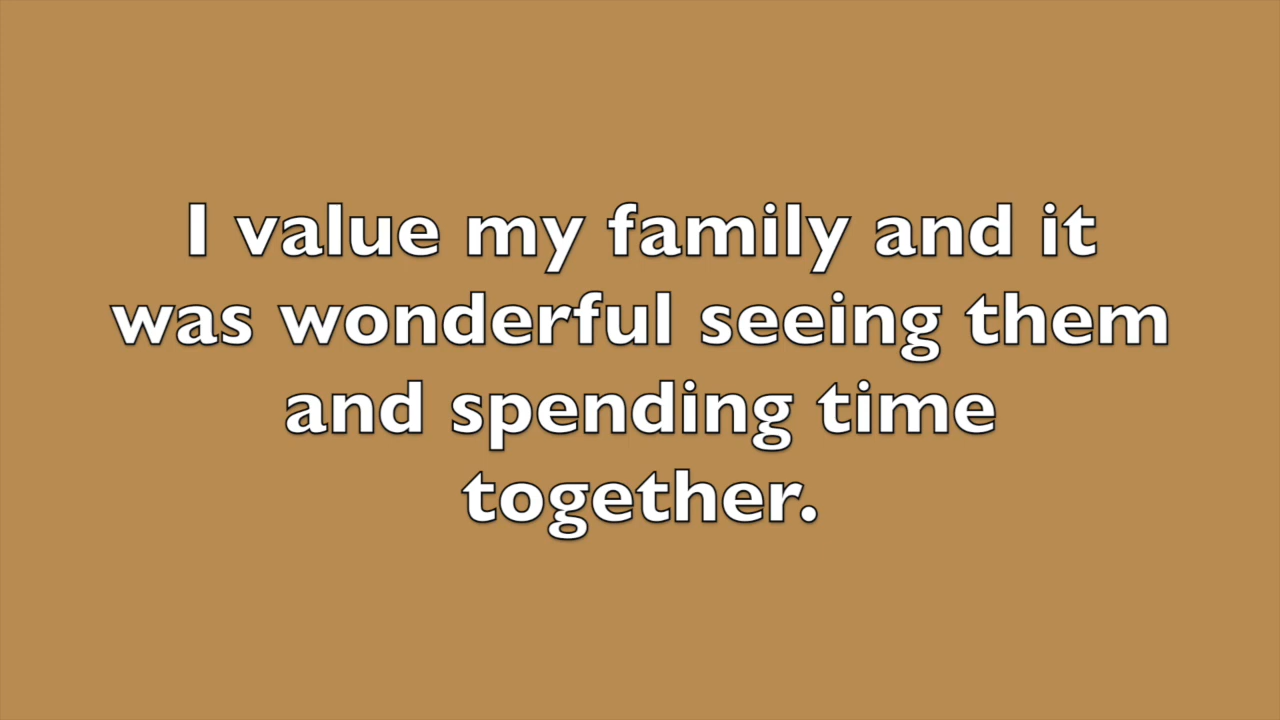 I value my family and it
was wonderful seeing them
and spending time
together.